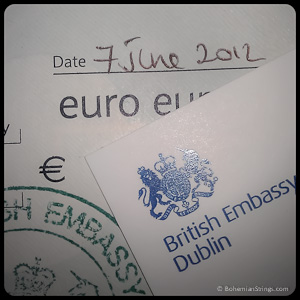 Date 7 June 2012
euro eur
€
British Embassy
Dublin
SH EMBASSY
© BohemianStrings.com